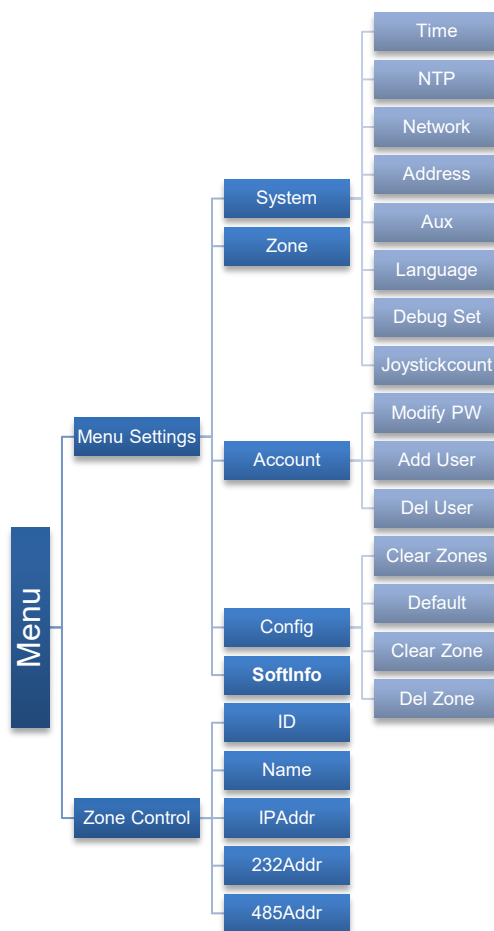 Menu
Menu Settings
System
Time
NTP
Network
Address
Aux
Language
Debug Set
Joystickcount
Zone
Account
Modify PW
Add User
Del User
Config
Clear Zones
Default
Clear Zone
Del Zone
SoftInfo
Zone Control
ID
Name
IPAddr
232Addr
485Addr